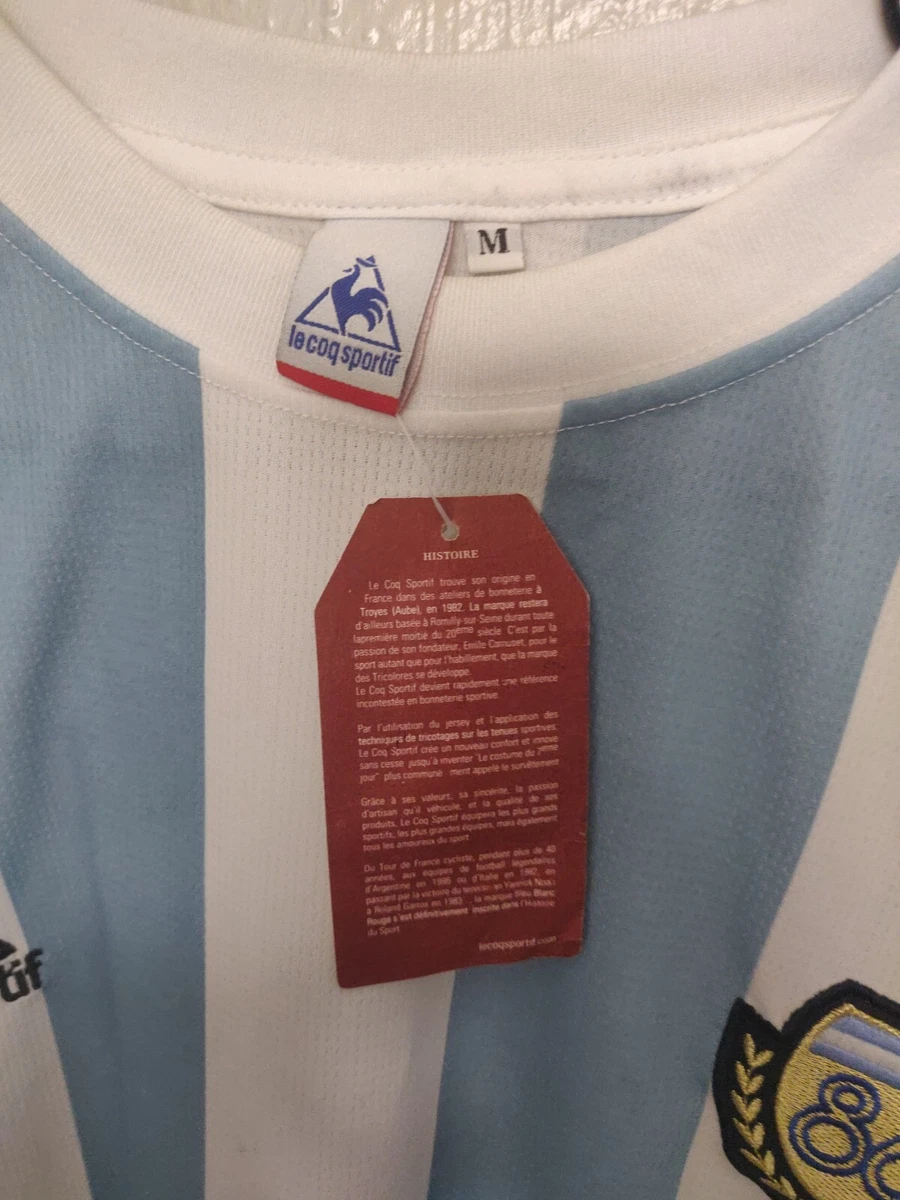 M
le coq sportif
HISTOIRE
Le Coq Sportif trouve son origine en
France dans des ateliers de bonneterie à
Troyes (Aube), en 1982. La marque restera
d'ailleurs basée à Romilly-sur-Seine durant toute
lapremière moitié du 20ème siècle. C'est par la
passion de son fondateur, Emile Camuset, pour le
sport autant que pour l'habillement, que la marque
des Tricolores se développe.
Le Coq Sportif devient rapidement une référence
incontestée en bonneterie sportive.
Par l'utilisation du jersey et l'application des
techniques de tricotages sur les tenues sportives.
Le Coq Sportif crée un nouveau confort et innove
sans cesse jusqu'à inventer "Le costume du 7ème
jour" plus commune ment appelé le survêtement
Grâce à ses valeurs, sa sincérité, la passion
d'artisan qu'il véhicule, et la qualité de ses
produits. Le Coq Sportif équipera les plus grands
sportifs, les plus grandes équipes, mais également
tous les amoureux du sport
Du Tour de France cycliste, pendant plus de 40
années, aux équipes de football légendaires
d'Argentine en 1986 ou d'Italie en 1982, en
passant par la victoire du tennisman Yannick Noah
à Roland Garros en 1983 la marque Bleu Blanc
Rouge s'est définitivement inscrite dans l'Histoire
du Sport
lecoqsportif.com
tif